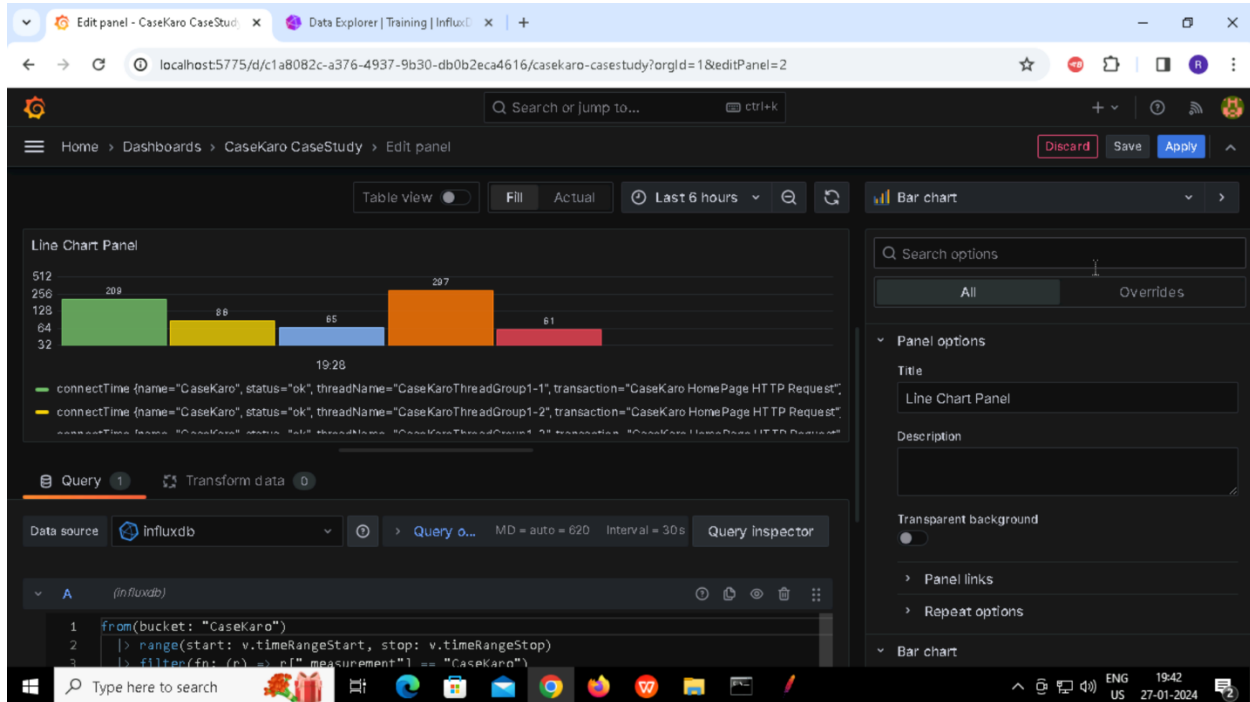 Edit panel - CaseKaro CaseStud
Data Explorer | Training | InfluxD
localhost:5775/d/c1a8082c-a376-4937-9b30-db0b2eca4616/casekaro-casestudy?orgId=1&editPanel=2
R
Search or jump to...
ctrl+k
Home › Dashboards › CaseKaro CaseStudy › Edit panel
Discard
Save
Apply
Table view
Fill
Actual
Last 6 hours
Bar chart
Line Chart Panel
Search options
512
256
128
64
32
209
65
297
61
19:28
All
Overrides
connectTime {name="CaseKaro", status="ok", threadName="CaseKaroThreadGroup1-1", transaction="CaseKaro HomePage HTTP Request"}
connectTime {name="CaseKaro", status="ok", threadName="CaseKaroThreadGroup1-2", transaction="CaseKaro HomePage HTTP Request"}
Panel options
Title
Line Chart Panel
Description
Query 1
Transform data 0
Transparent background
Data source
influxdb
Query o...
MD = auto = 620
Interval = 30s
Query inspector
Panel links
Repeat options
A
(influxdb)
1 from(bucket: "CaseKaro")
2 |> range(start: v.timeRangeStart, stop: v.timeRangeStop)
3 |> filter(fn: (r) => r["_measurement"] == "CaseKaro")
Bar chart
Type here to search
ENG
US
19:42
27-01-2024
2